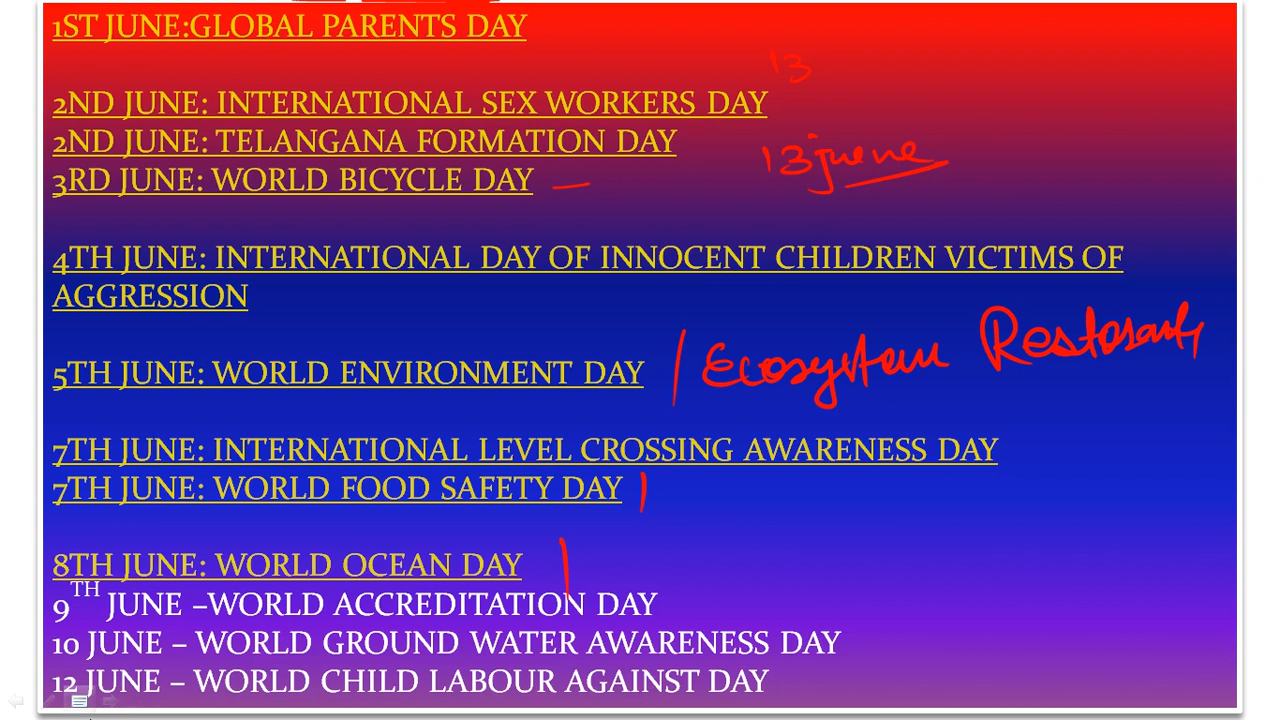 1ST JUNE:GLOBAL PARENTS DAY
13
2ND JUNE: INTERNATIONAL SEX WORKERS DAY
2ND JUNE: TELANGANA FORMATION DAY
13 juene
3RD JUNE: WORLD BICYCLE DAY
4TH JUNE: INTERNATIONAL DAY OF INNOCENT CHILDREN VICTIMS OF
AGGRESSION
5TH JUNE: WORLD ENVIRONMENT DAY Ecosystem
7TH JUNE: INTERNATIONAL LEVEL CROSSING AWARENESS DAY
7TH JUNE: WORLD FOOD SAFETY DAY
8TH JUNE: WORLD OCEAN DAY
9TH JUNE –WORLD ACCREDITATION DAY
10 JUNE – WORLD GROUND WATER AWARENESS DAY
12 JUNE – WORLD CHILD LABOUR AGAINST DAY